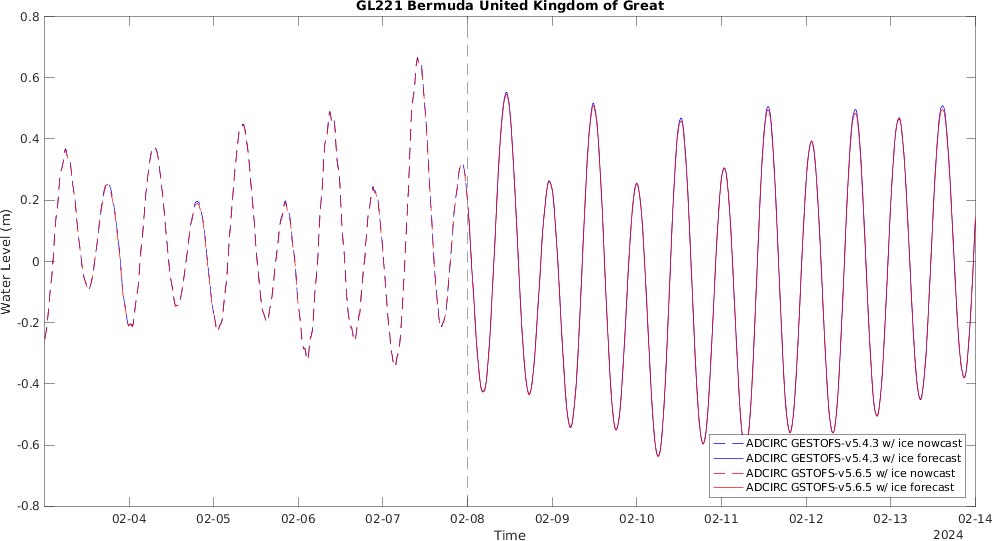 GL221 Bermuda United Kingdom of Great
0.8
0.6
0.4
0.2
0
-0.2
-0.4
-0.6
-0.8
Water Level (m)
ADCIRC GESTOFS-v5.4.3 w/ ice nowcast
ADCIRC GESTOFS-v5.4.3 w/ ice forecast
ADCIRC GSTOFS-v5.6.5 w/ ice nowcast
ADCIRC GSTOFS-v5.6.5 w/ ice forecast
02-04 02-05 02-06 02-07 02-08 02-09 02-10 02-11 02-12 02-13 02-14
Time
2024